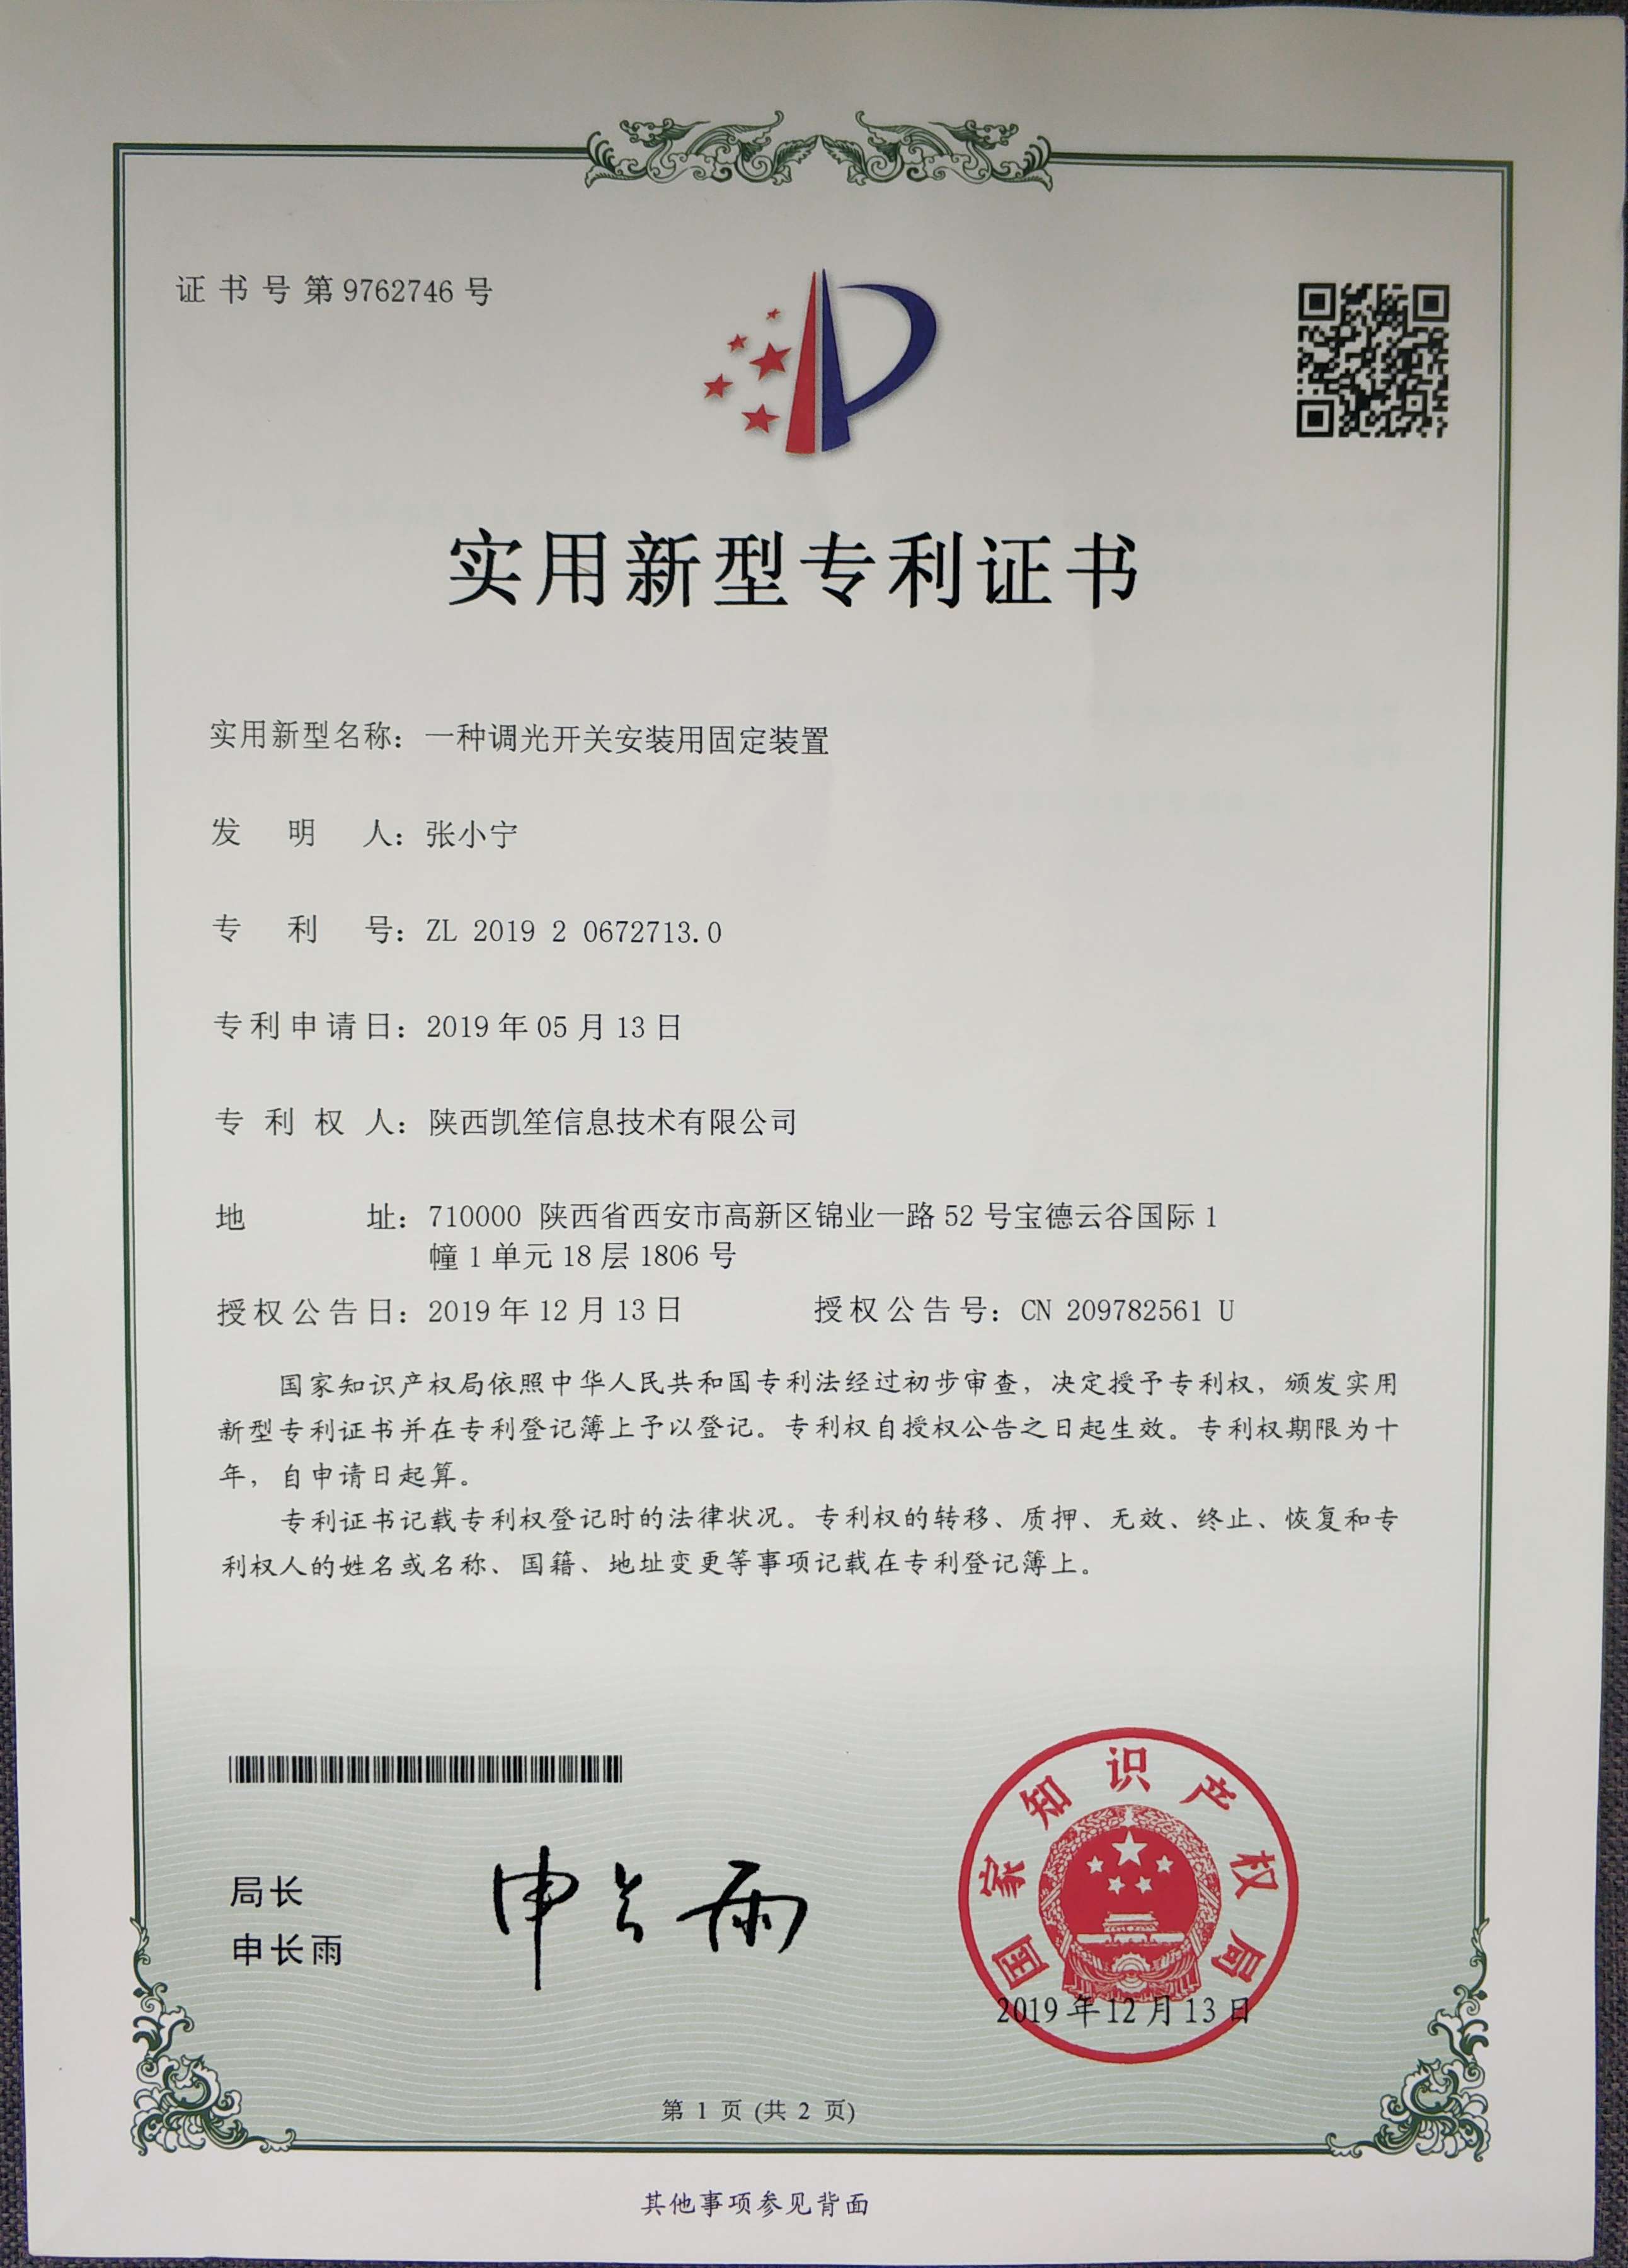 证书号第9762746号
实用新型专利证书
实用新型名称：一种调光开关安装用固定装置
发明人：张小宁
专利号：ZL 2019 2 0672713.0
专利申请日：2019年05月13日
专利权人：陕西凯笙信息技术有限公司
地址：710000 陕西省西安市高新区锦业一路52号宝德云谷国际1
幢1单元18层1806号
授权公告日：2019年12月13日 授权公告号：CN 209782561 U
国家知识产权局依照中华人民共和国专利法经过初步审查，决定授予专利权，颁发实用
新型专利证书并在专利登记簿上予以登记。专利权自授权公告之日起生效。专利权期限为十
年，自申请日起算。
专利证书记载专利权登记时的法律状况。专利权的转移、质押、无效、终止、恢复和专
利权人的姓名或名称、国籍、地址变更等事项记载在专利登记簿上。
局长
申长雨
申长雨
国家知识产权局
2019年12月13日
第 1 页 (共 2 页)
其他事项参见背面